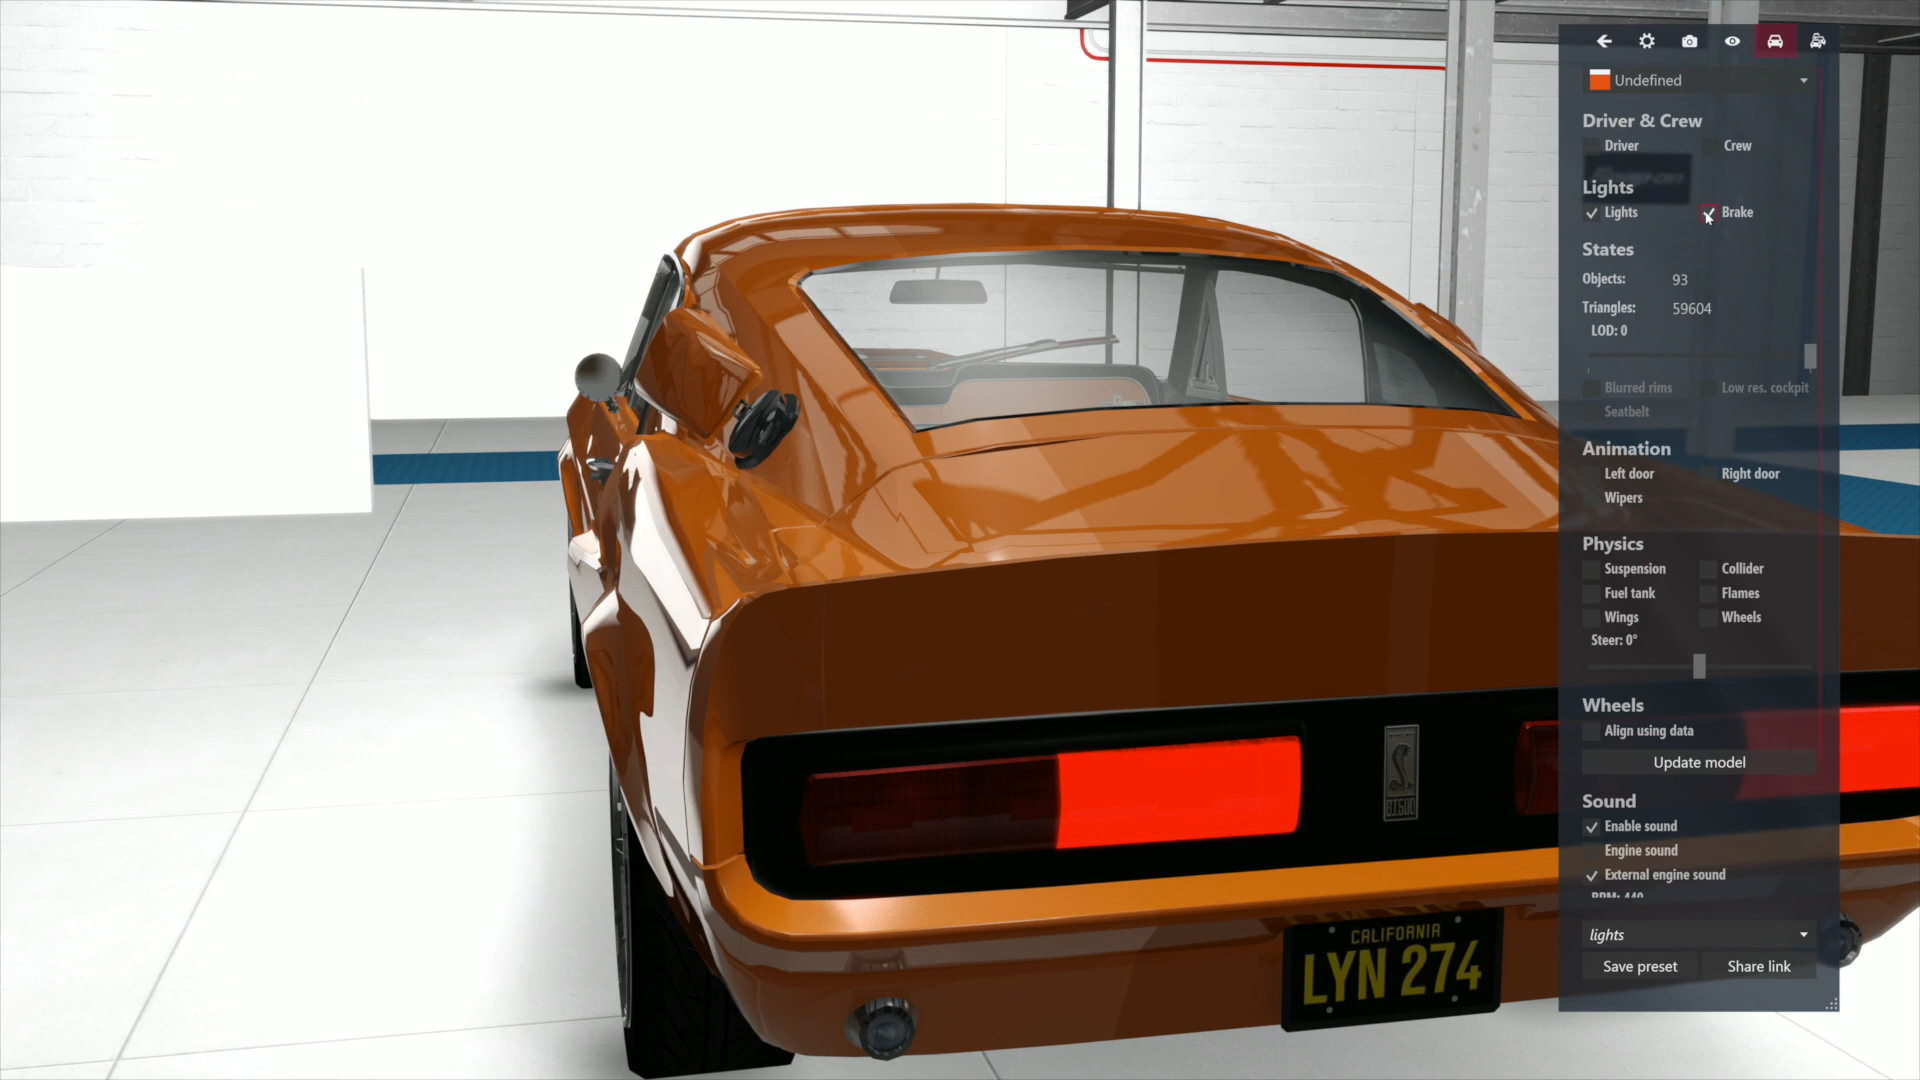 Undefined
Driver & Crew
Driver Crew
Lights
Lights Brake
States
Objects: 93
Triangles: 59604
LOD: 0
Blurred rims Low res. cockpit
Seatbelt
Animation
Left door Right door
Wipers
Physics
Suspension Collider
Fuel tank Flames
Wings Wheels
Steer: 0°
Wheels
Align using data
Update model
Sound
Enable sound
Engine sound
External engine sound
RPM: 440
lights
Save preset Share link
CALIFORNIA
LYN 274